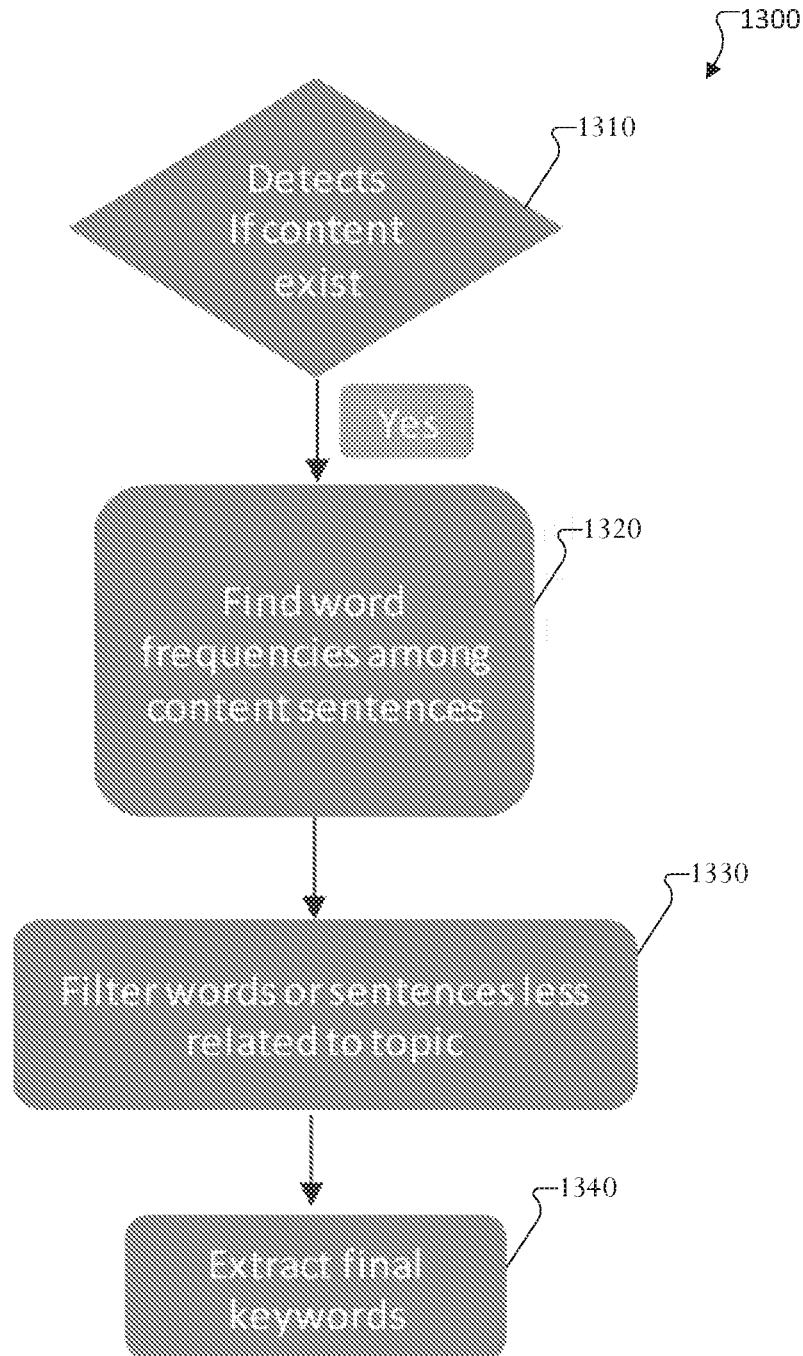 1300
1310
Detects
If content
exist
Yes
1320
Find word
frequencies among
content sentences
1330
Filter words or sentences less
related to topic
1340
Extract final
keywords